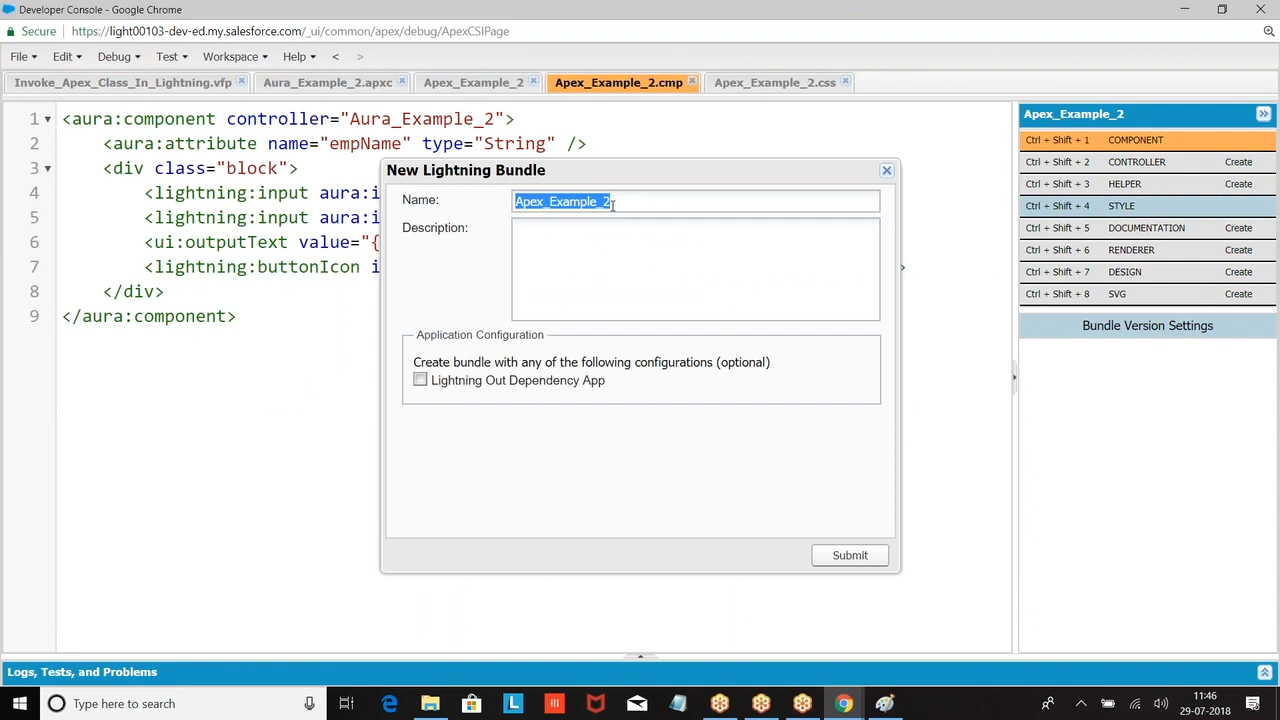 Developer Console - Google Chrome
Secure | https://light00103-dev-ed.my.salesforce.com/_ui/common/apex/debug/ApexCSIPage
File Edit Debug Test Workspace Help < >
Invoke_Apex_Class_In_Lightning.vfp Aura_Example_2.apxc Apex_Example_2 Apex_Example_2.cmp Apex_Example_2.css
1 <aura:component controller="Aura_Example_2">
2 <aura:attribute name="empName" type="String" />
3 <div class="block">
4 <lightning:input aura:i
5 <lightning:input aura:i
6 <ui:outputText value="{
7 <lightning:buttonIcon i >
8 </div>
9 </aura:component>
New Lightning Bundle
Name: Apex_Example_2
Description:
Application Configuration
Create bundle with any of the following configurations (optional)
Lightning Out Dependency App
Submit
Apex_Example_2
Ctrl + Shift + 1 COMPONENT
Ctrl + Shift + 2 CONTROLLER Create
Ctrl + Shift + 3 HELPER Create
Ctrl + Shift + 4 STYLE
Ctrl + Shift + 5 DOCUMENTATION Create
Ctrl + Shift + 6 RENDERER Create
Ctrl + Shift + 7 DESIGN Create
Ctrl + Shift + 8 SVG Create
Bundle Version Settings
Logs, Tests, and Problems
Type here to search
11:46
29-07-2018